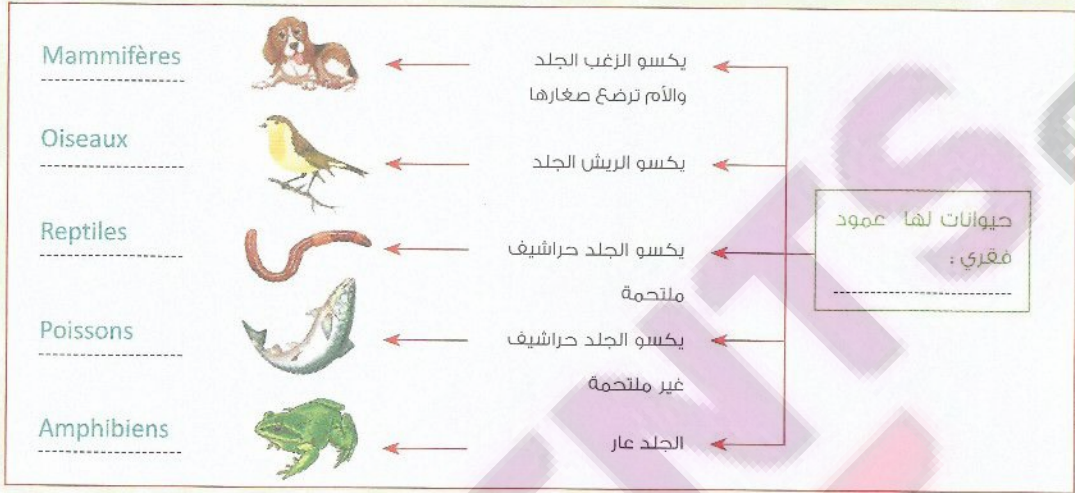 حيوانات لها عمود
فقري :
يكسو الزغب الجلد
والأم ترضع صغارها
Mammifères
يكسو الريش الجلد
Oiseaux
يكسو الجلد حراشيف
ملتحمة
Reptiles
يكسو الجلد حراشيف
غير ملتحمة
Poissons
الجلد عار
Amphibiens
NTS